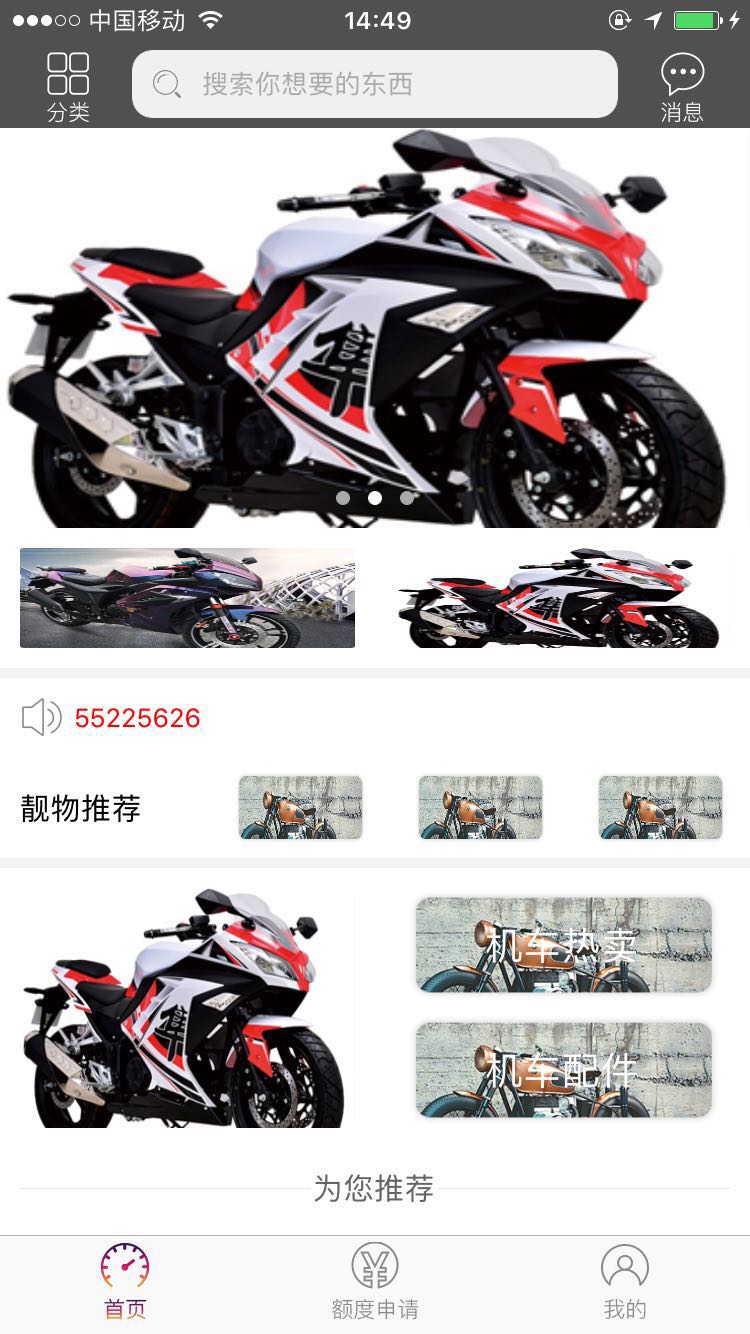 中国移动
14:49
分类
搜索你想要的东西
消息
55225626
靓物推荐
机车热卖
机车配件
为您推荐
首页
额度申请
我的